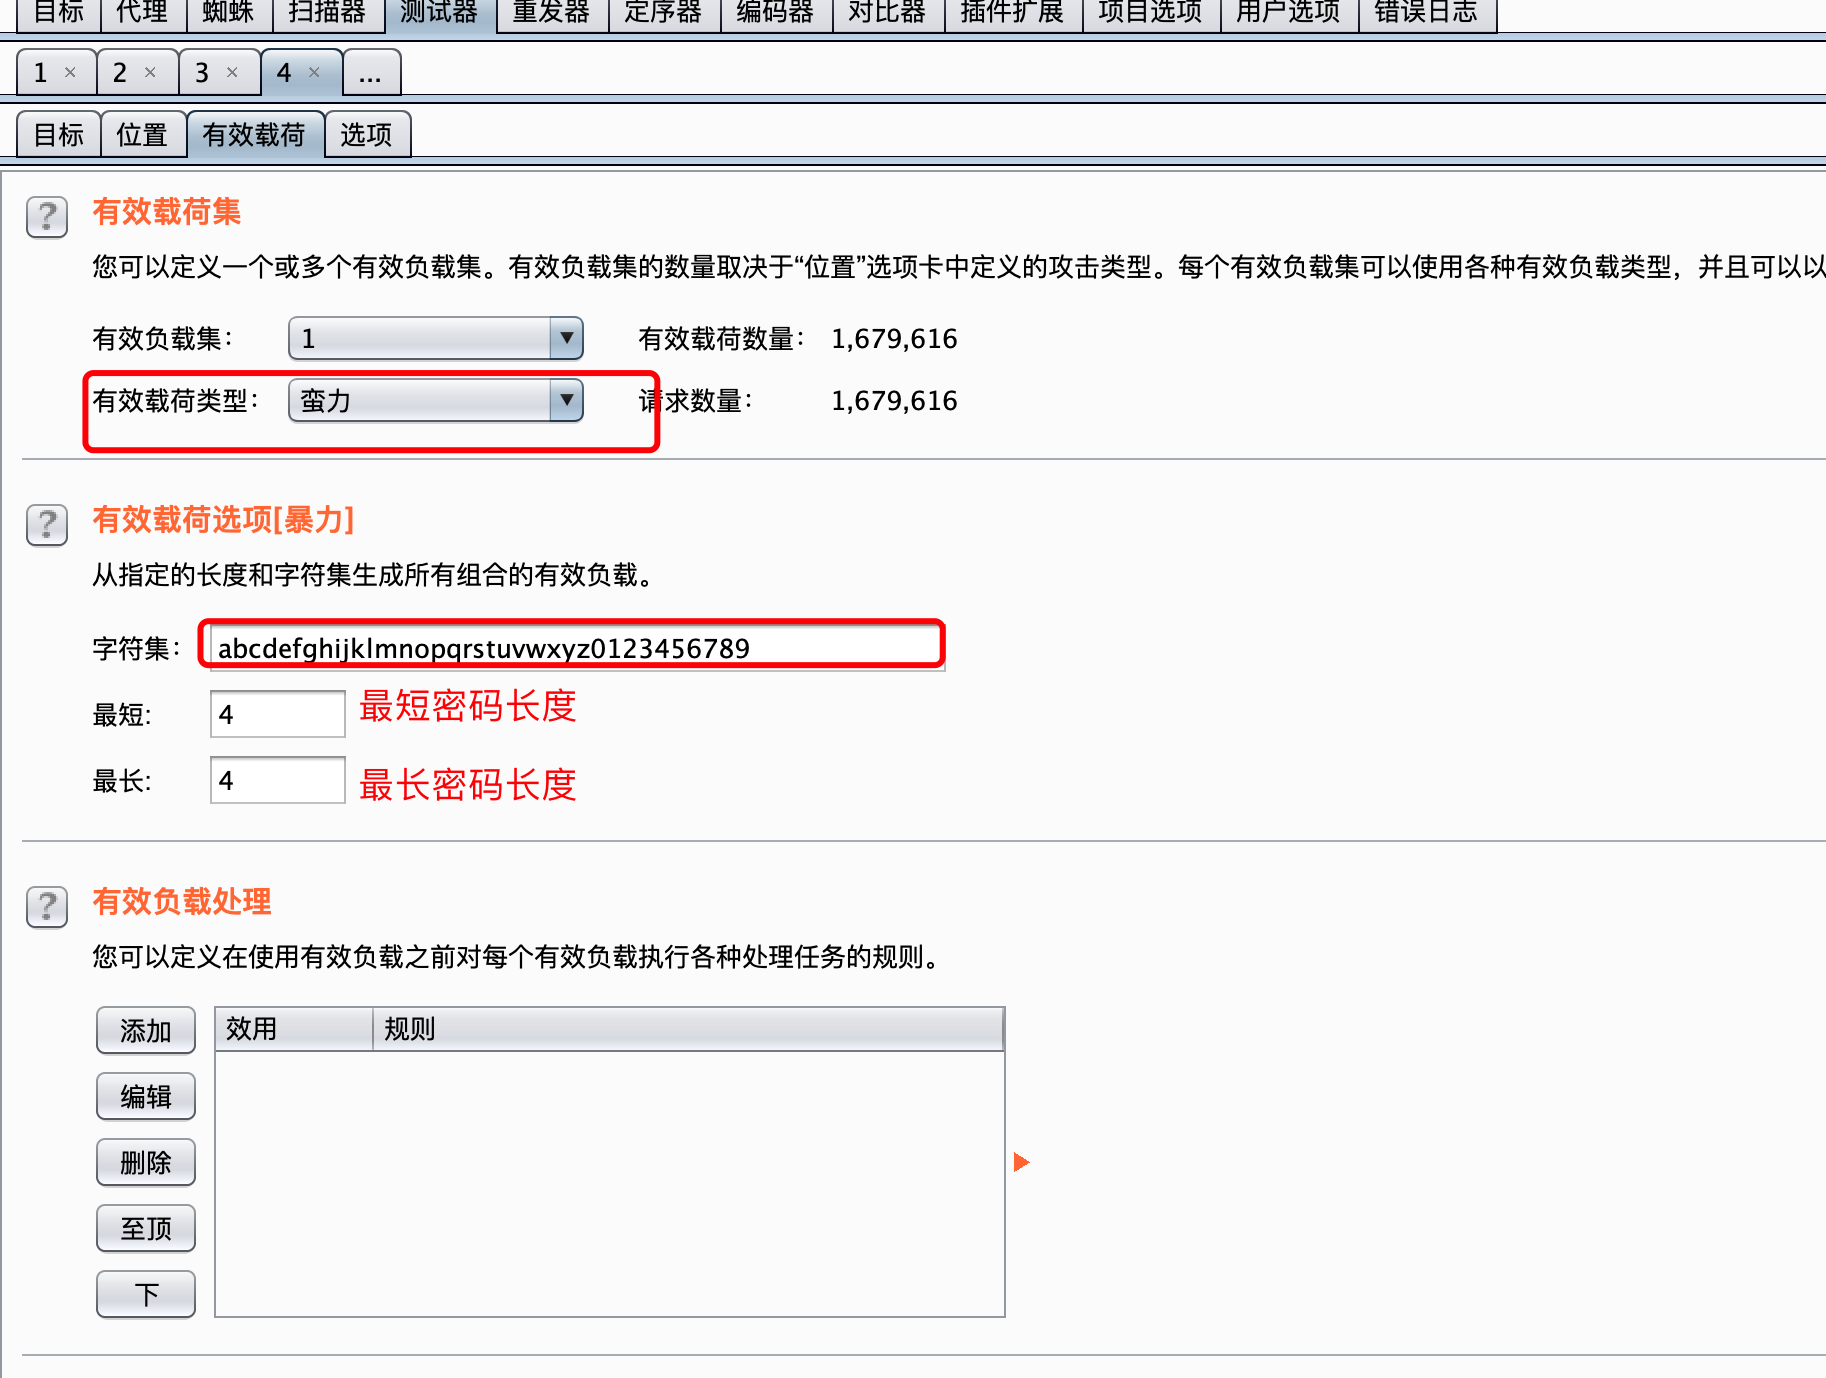 目标 代理 蜘蛛 扫描器 测试器 重发器 定序器 编码器 对比器 插件扩展 项目选项 用户选项 错误日志
1 × 2 × 3 × 4 × ...
目标 位置 有效载荷 选项
? 有效载荷集
您可以定义一个或多个有效负载集。有效负载集的数量取决于“位置”选项卡中定义的攻击类型。每个有效负载集可以使用各种有效负载类型，并且可以以
有效负载集： 1 有效载荷数量： 1,679,616
有效载荷类型： 蛮力 请求数量： 1,679,616
? 有效载荷选项[暴力]
从指定的长度和字符集生成所有组合的有效负载。
字符集： abcdefghijklmnopqrstuvwxyz0123456789
最短: 4 最短密码长度
最长: 4 最长密码长度
? 有效负载处理
您可以定义在使用有效负载之前对每个有效负载执行各种处理任务的规则。
添加 效用 规则
编辑
删除
至顶
下